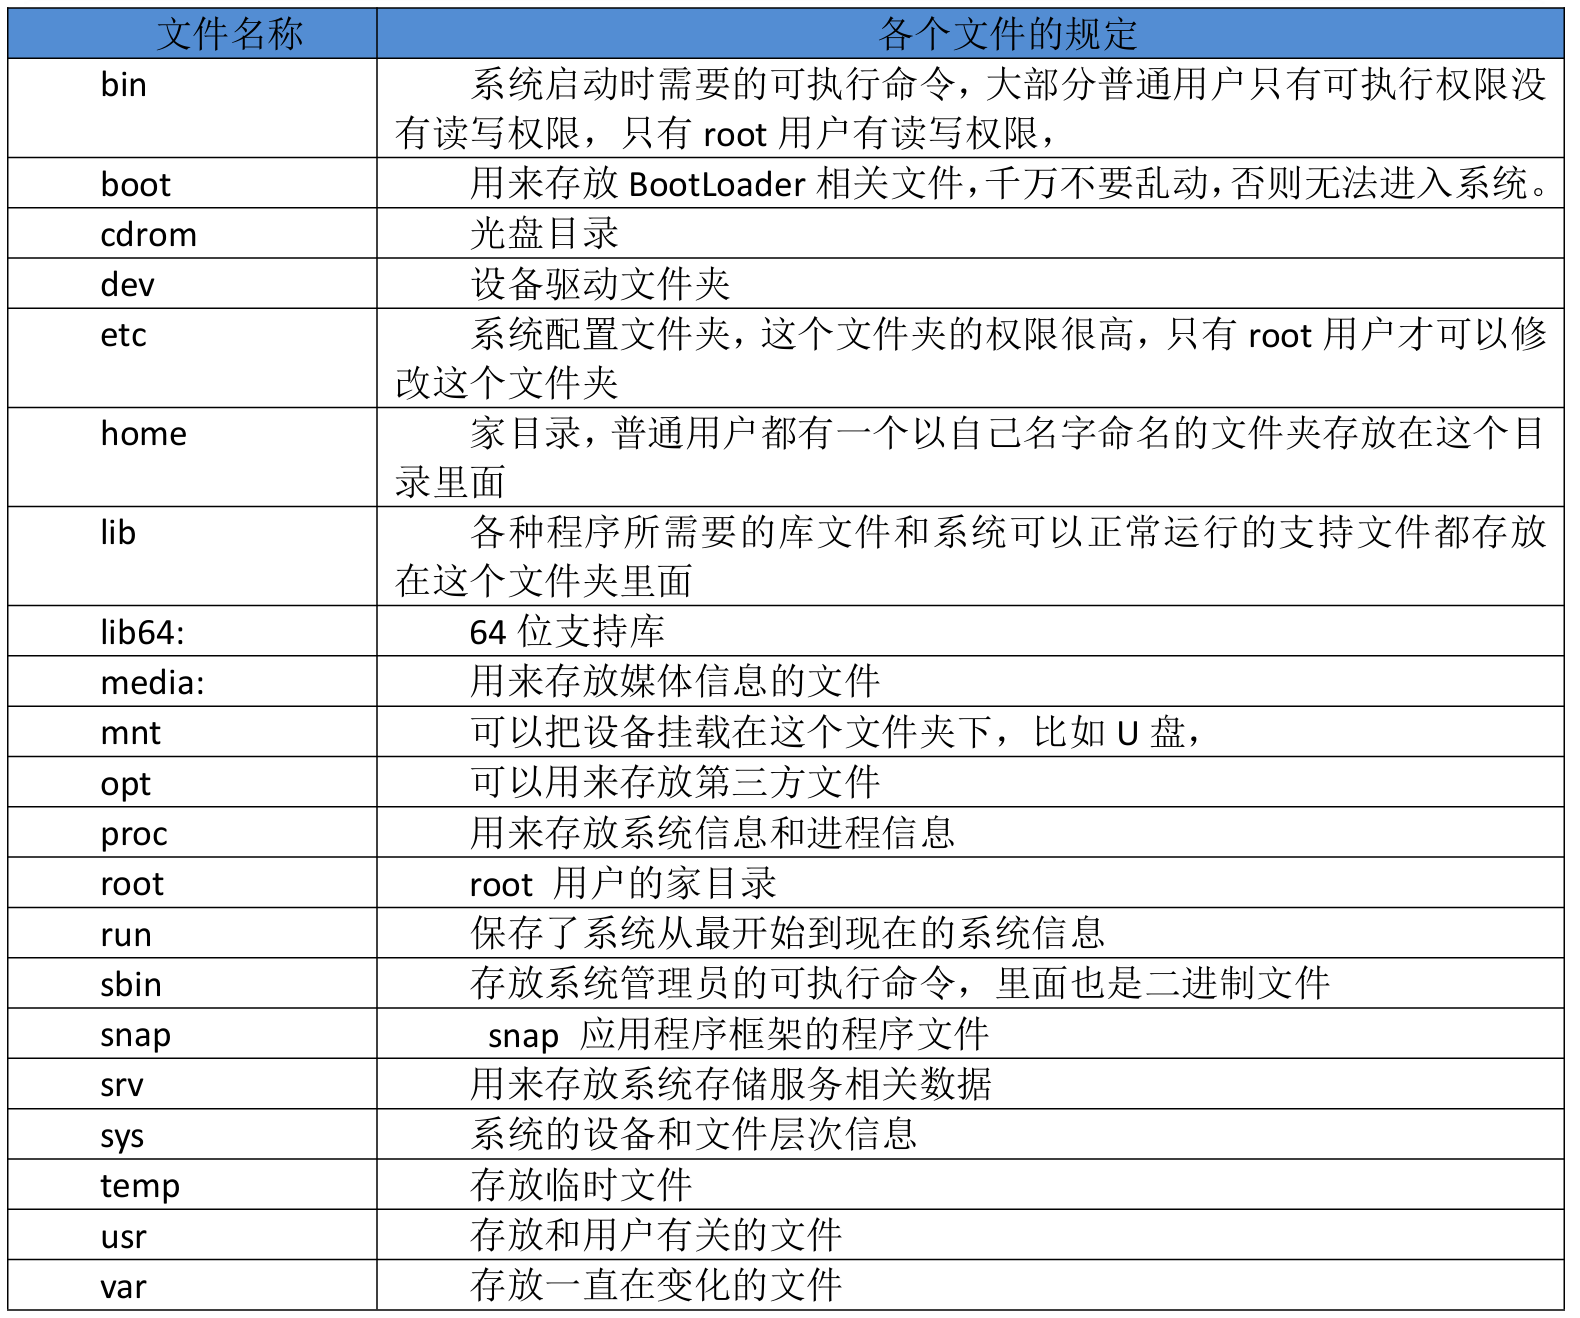 文件名称 各个文件的规定
bin 系统启动时需要的可执行命令，大部分普通用户只有可执行权限没
有读写权限，只有 root 用户有读写权限，
boot 用来存放 BootLoader 相关文件，千万不要乱动，否则无法进入系统。
cdrom 光盘目录
dev 设备驱动文件夹
etc 系统配置文件夹，这个文件夹的权限很高，只有 root 用户才可以修
改这个文件夹
home 家目录，普通用户都有一个以自己名字命名的文件夹存放在这个目
录里面
lib 各种程序所需要的库文件和系统可以正常运行的支持文件都存放
在这个文件夹里面
lib64: 64 位支持库
media: 用来存放媒体信息的文件
mnt 可以把设备挂载在这个文件夹下，比如 U 盘，
opt 可以用来存放第三方文件
proc 用来存放系统信息和进程信息
root root 用户的家目录
run 保存了系统从最开始到现在的系统信息
sbin 存放系统管理员的可执行命令，里面也是二进制文件
snap snap 应用程序框架的程序文件
srv 用来存放系统存储服务相关数据
sys 系统的设备和文件层次信息
temp 存放临时文件
usr 存放和用户有关的文件
var 存放一直在变化的文件